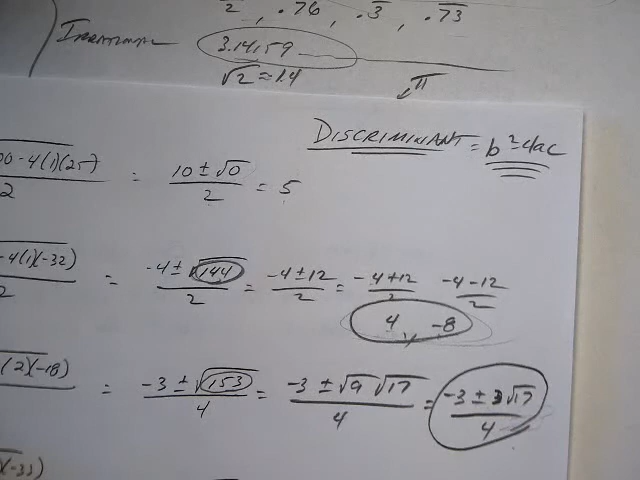 2, .76, .3̅, .7̅3̅
Irrational 3.14159
√2 ≈ 1.4 π
Discriminant = b²-4ac
00-4(1)(25) / 2 = 10 ± √0 / 2 = 5
-4(1)(-32) / 2 = -4 ± √144 / 2 = -4 ± 12 / 2 = -4+12 / 2 -4-12 / 2
4, -8
(2)(-18) = -3 ± √153 / 4 = -3 ± √9 √17 / 4 = -3 ± 3√17 / 4